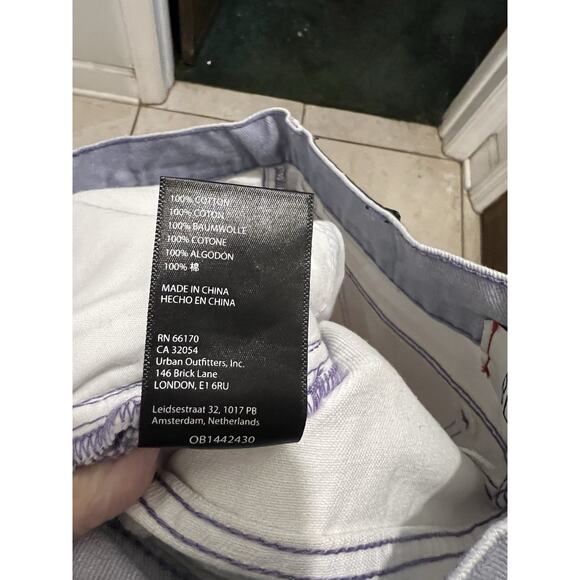 100% COTTON
100% COTON
100% BAUMWOLLE
100% COTONE
100% ALGODÓN
100% 棉
MADE IN CHINA
HECHO EN CHINA
RN 66170
CA 32054
Urban Outfitters, Inc.
146 Brick Lane
LONDON, E1 6RU
Leidsestraat 32, 1017 PB
Amsterdam, Netherlands
OB1442430